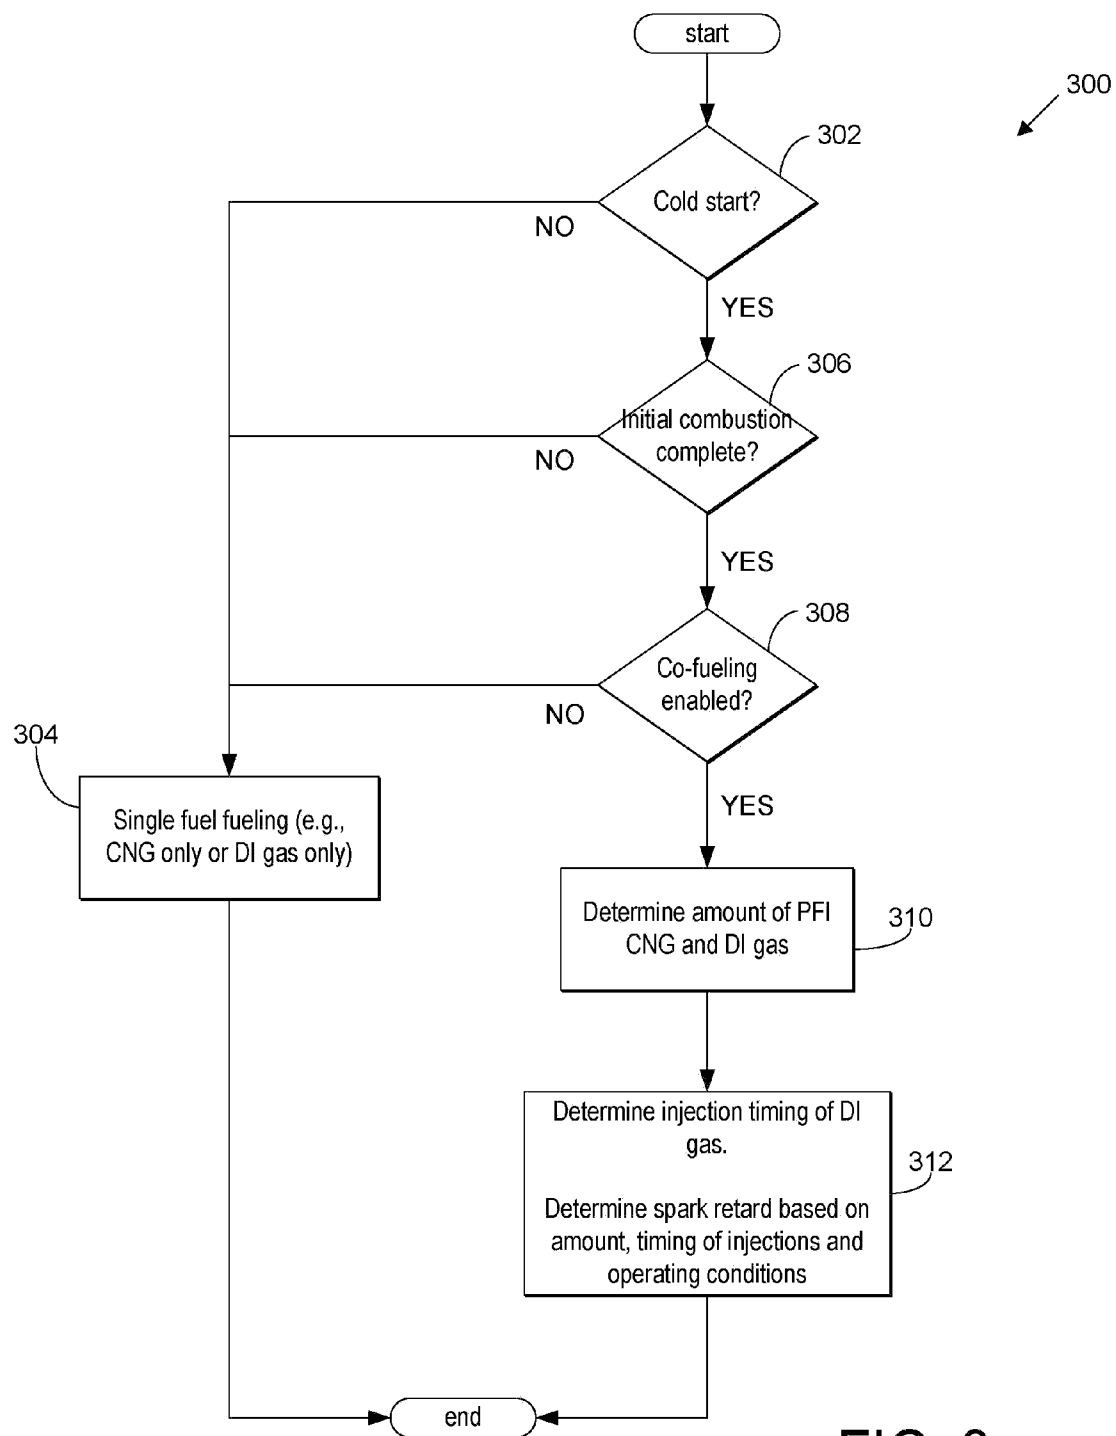 start
300
302
Cold start?
NO
YES
306
Initial combustion
complete?
NO
YES
308
Co-fueling
enabled?
NO
304
YES
Single fuel fueling (e.g.,
CNG only or DI gas only)
Determine amount of PFI
CNG and DI gas
310
Determine injection timing of DI
gas.
312
Determine spark retard based on
amount, timing of injections and
operating conditions
end